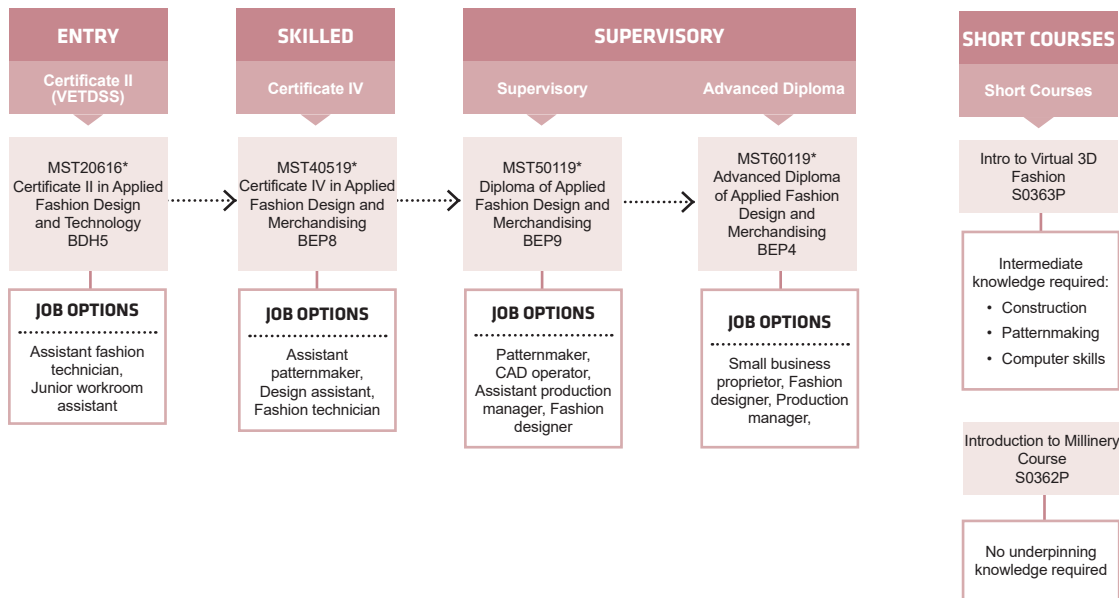 ENTRY
Certificate II
(VETDSS)
MST20616*
Certificate II in Applied
Fashion Design
and Technology
BDH5
JOB OPTIONS
Assistant fashion
technician,
Junior workroom
assistant
SKILLED
Certificate IV
MST40519*
Certificate IV in Applied
Fashion Design and
Merchandising
BEP8
JOB OPTIONS
Assistant
patternmaker,
Design assistant,
Fashion technician
SUPERVISORY
Supervisory
MST50119*
Diploma of Applied
Fashion Design and
Merchandising
BEP9
JOB OPTIONS
Patternmaker,
CAD operator,
Assistant production
manager, Fashion
designer
Advanced Diploma
MST60119*
Advanced Diploma
of Applied Fashion
Design and
Merchandising
BEP4
JOB OPTIONS
Small business
proprietor, Fashion
designer, Production
manager,
SHORT COURSES
Short Courses
Intro to Virtual 3D
Fashion
S0363P
Intermediate
knowledge required:
• Construction
• Patternmaking
• Computer skills
Introduction to Millinery
Course
S0362P
No underpinning
knowledge required